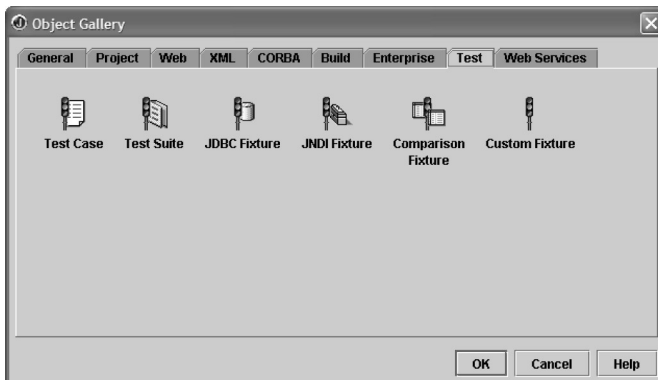 Object Gallery
General Project Web XML CORBA Build Enterprise Test Web Services
Test Case Test Suite JDBC Fixture JNDI Fixture Comparison Fixture Custom Fixture
OK Cancel Help